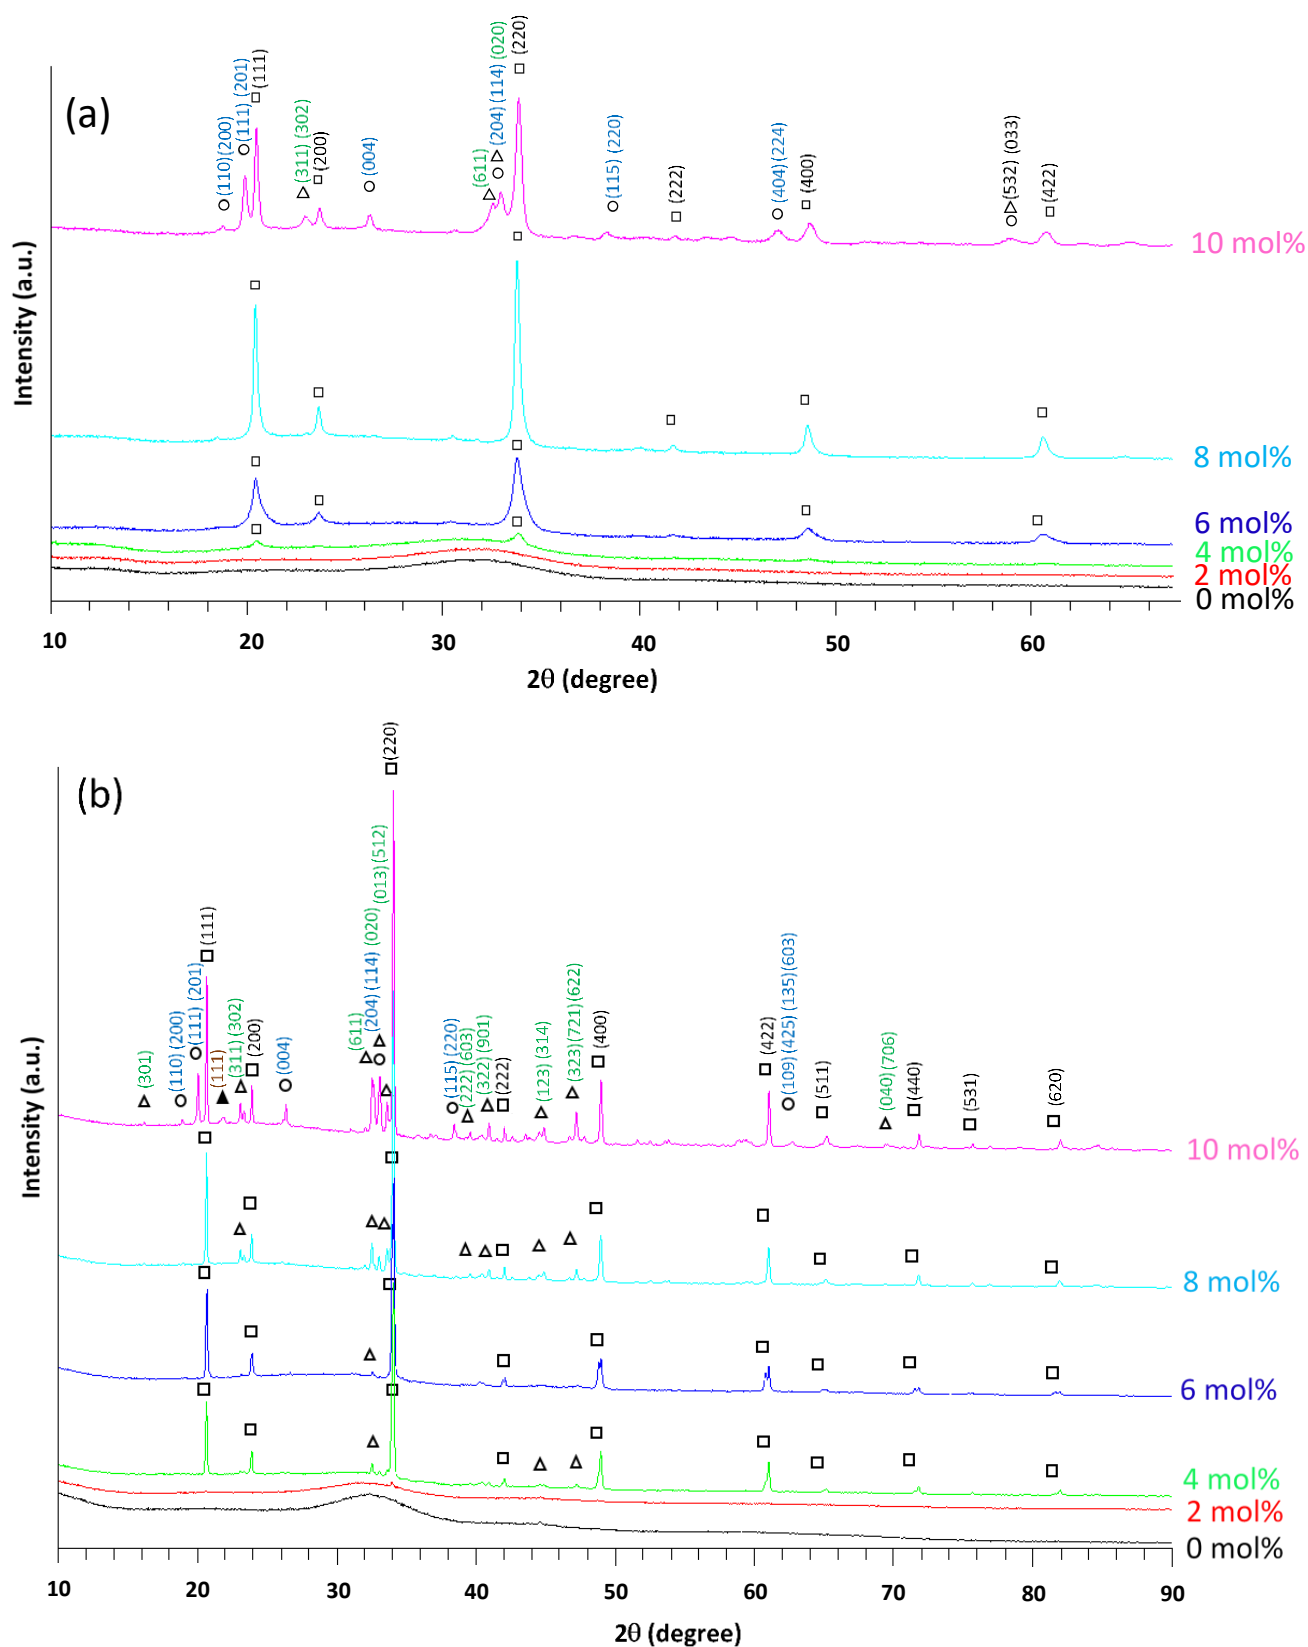 (a)
Intensity (a.u.)
(110) (200)
(111) (201)
(111)
(311) (302)
(200)
(004)
(611)
(204) (114) (020)
(220)
(115) (220)
(222)
(404) (224)
(400)
(532) (033)
(422)
10 mol%
8 mol%
6 mol%
4 mol%
2 mol%
0 mol%
10 20 30 40 50 60
2θ (degree)
(b)
Intensity (a.u.)
(301)
(110) (200)
(111) (201)
(111)
(111)
(311) (302)
(200)
(004)
(611)
(204) (114) (020)
(013) (512)
(220)
(115) (220)
(222) (603)
(322) (901)
(222)
(123) (314)
(323) (721) (622)
(400)
(422)
(109) (425) (135) (603)
(511)
(040) (706)
(440)
(531)
(620)
10 mol%
8 mol%
6 mol%
4 mol%
2 mol%
0 mol%
10 20 30 40 50 60 70 80 90
2θ (degree)